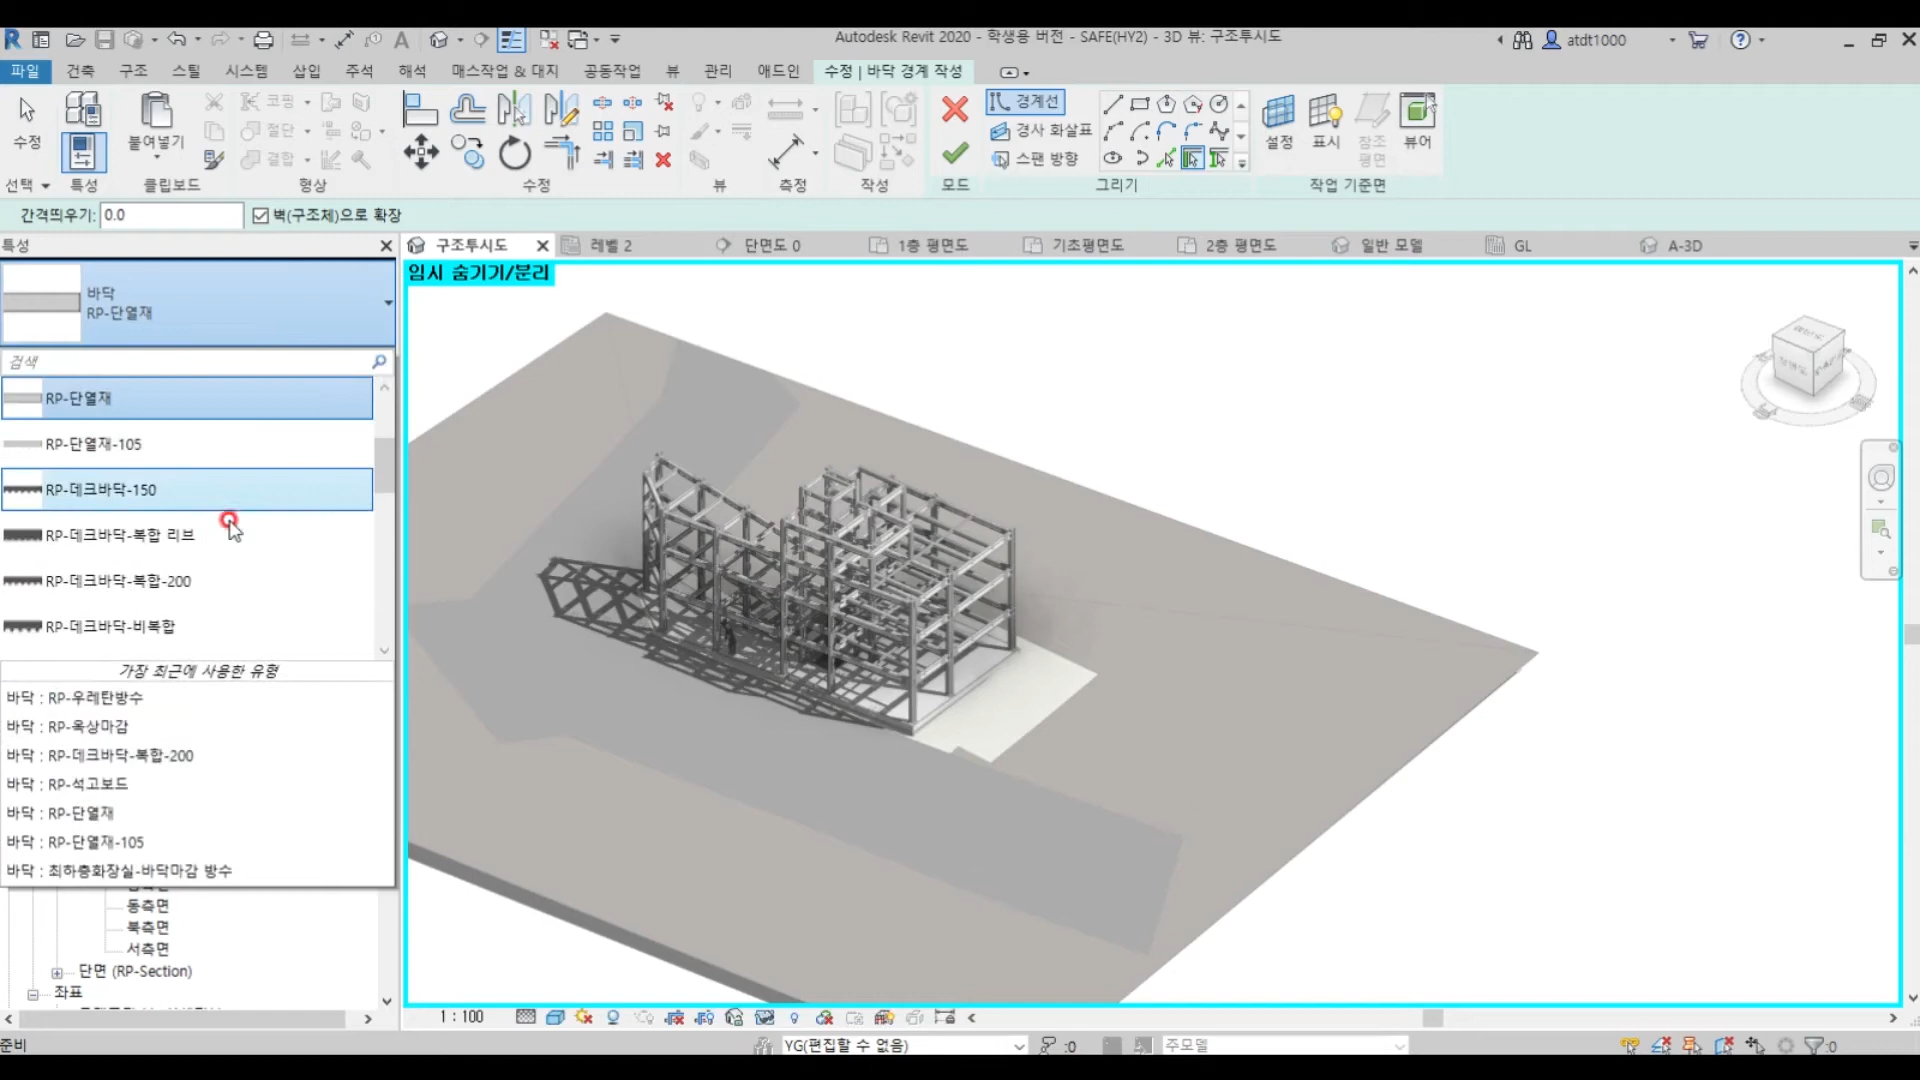 Autodesk Revit 2020 - 학생용 버전 - SAFE(HY2) - 3D 뷰: 구조투시도
atdt1000
파일 건축 구조 스틸 시스템 삽입 주석 해석 매스작업 & 대지 공동작업 뷰 관리 애드인 수정 | 바닥 경계 작성
수정
붙여넣기
코핑
절단
결합
경계선
경사 화살표
스팬 방향
설정
표시
참조
평면
뷰어
선택 특성 클립보드 형상 수정 뷰 측정 작성 모드 그리기 작업 기준면
간격띄우기: 0.0 벽(구조체)으로 확장
특성
구조투시도 레벨 2 단면도 0 1층 평면도 기초평면도 2층 평면도 일반 모델 GL A-3D
임시 숨기기/분리
바닥
RP-단열재
검색
RP-단열재
RP-단열재-105
RP-데크바닥-150
RP-데크바닥-복합 리브
RP-데크바닥-복합-200
RP-데크바닥-비복합
가장 최근에 사용한 유형
바닥 : RP-우레탄방수
바닥 : RP-옥상마감
바닥 : RP-데크바닥-복합-200
바닥 : RP-석고보드
바닥 : RP-단열재
바닥 : RP-단열재-105
바닥 : 최하층화장실-바닥마감 방수
동측면
북측면
서측면
단면 (RP-Section)
좌표
1 : 100
준비
YG(편집할 수 없음)
:0
주모델
:0